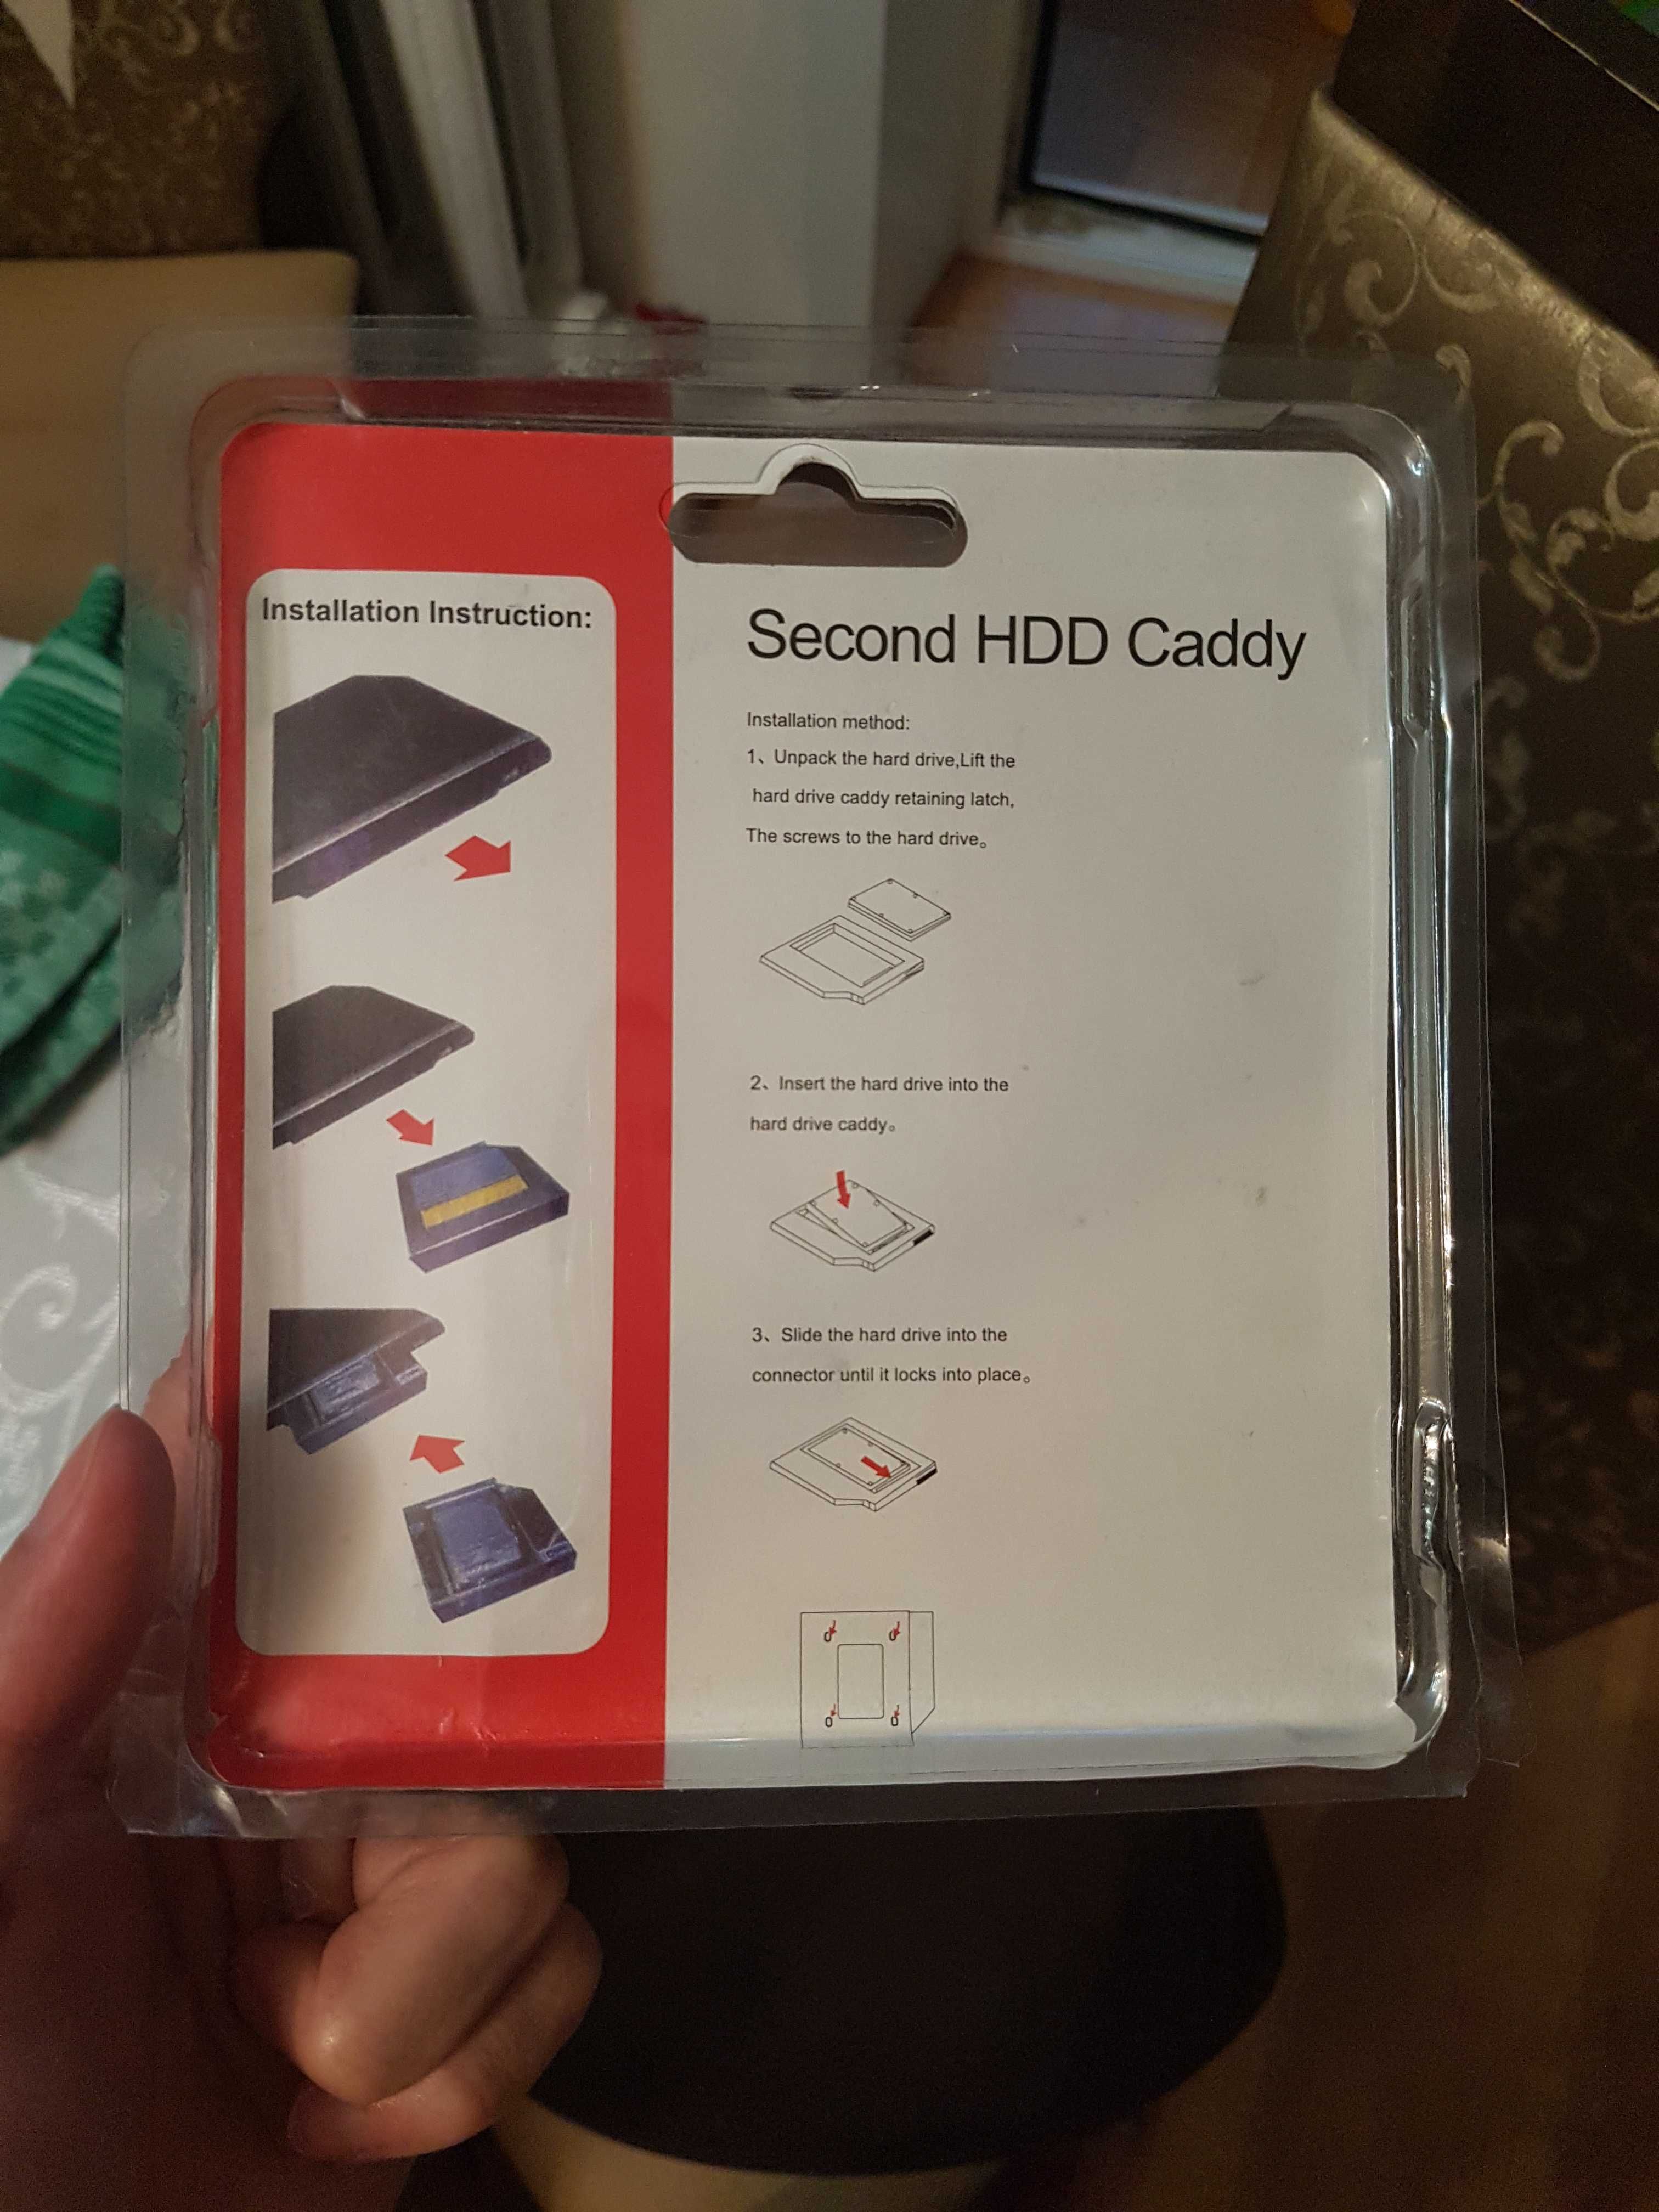 Installation Instruction:
Second HDD Caddy
Installation method:
1、Unpack the hard drive,Lift the
hard drive caddy retaining latch,
The screws to the hard drive。
2、Insert the hard drive into the
hard drive caddy。
3、Slide the hard drive into the
connector until it locks into place。